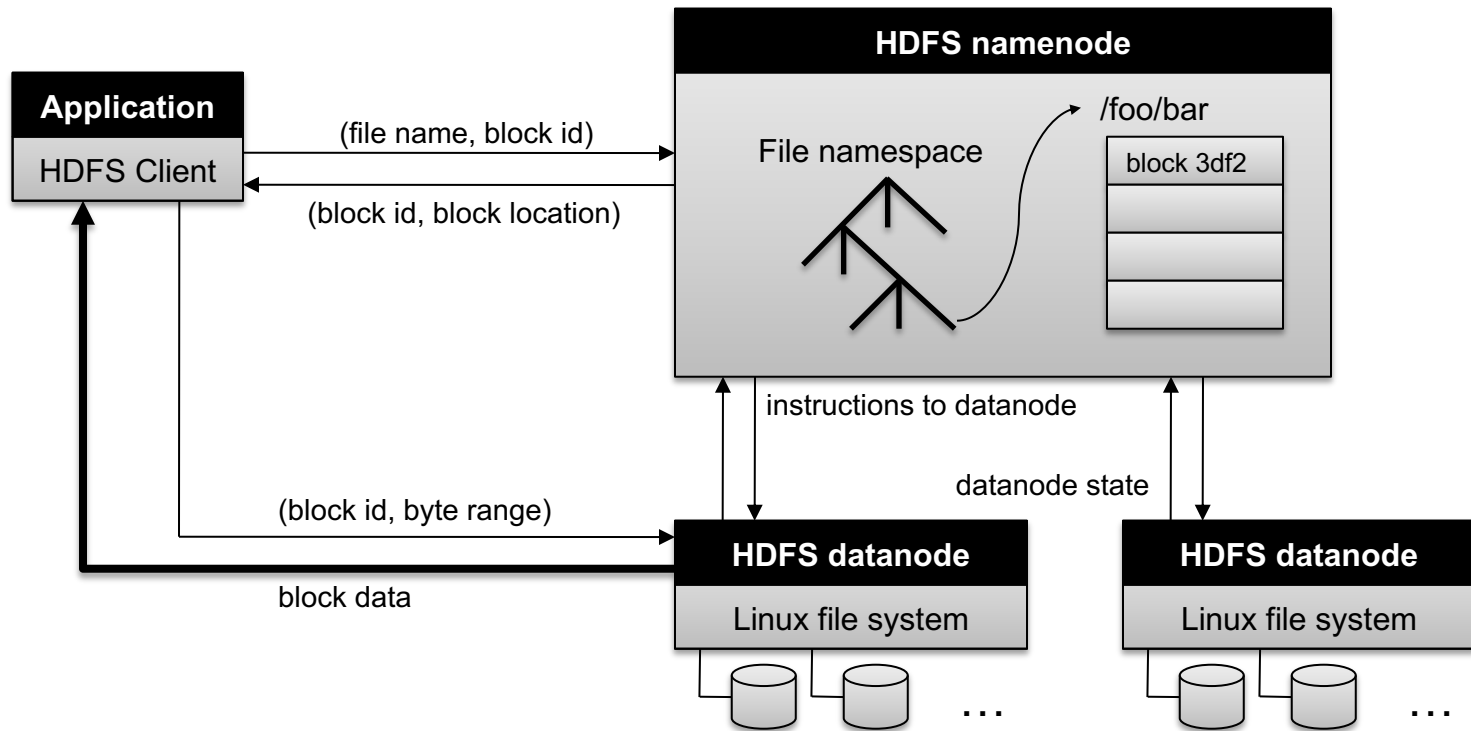 HDFS namenode
Application
HDFS Client
(file name, block id)
(block id, block location)
File namespace
/foo/bar
block 3df2
instructions to datanode
datanode state
(block id, byte range)
block data
HDFS datanode
Linux file system
...
HDFS datanode
Linux file system
...